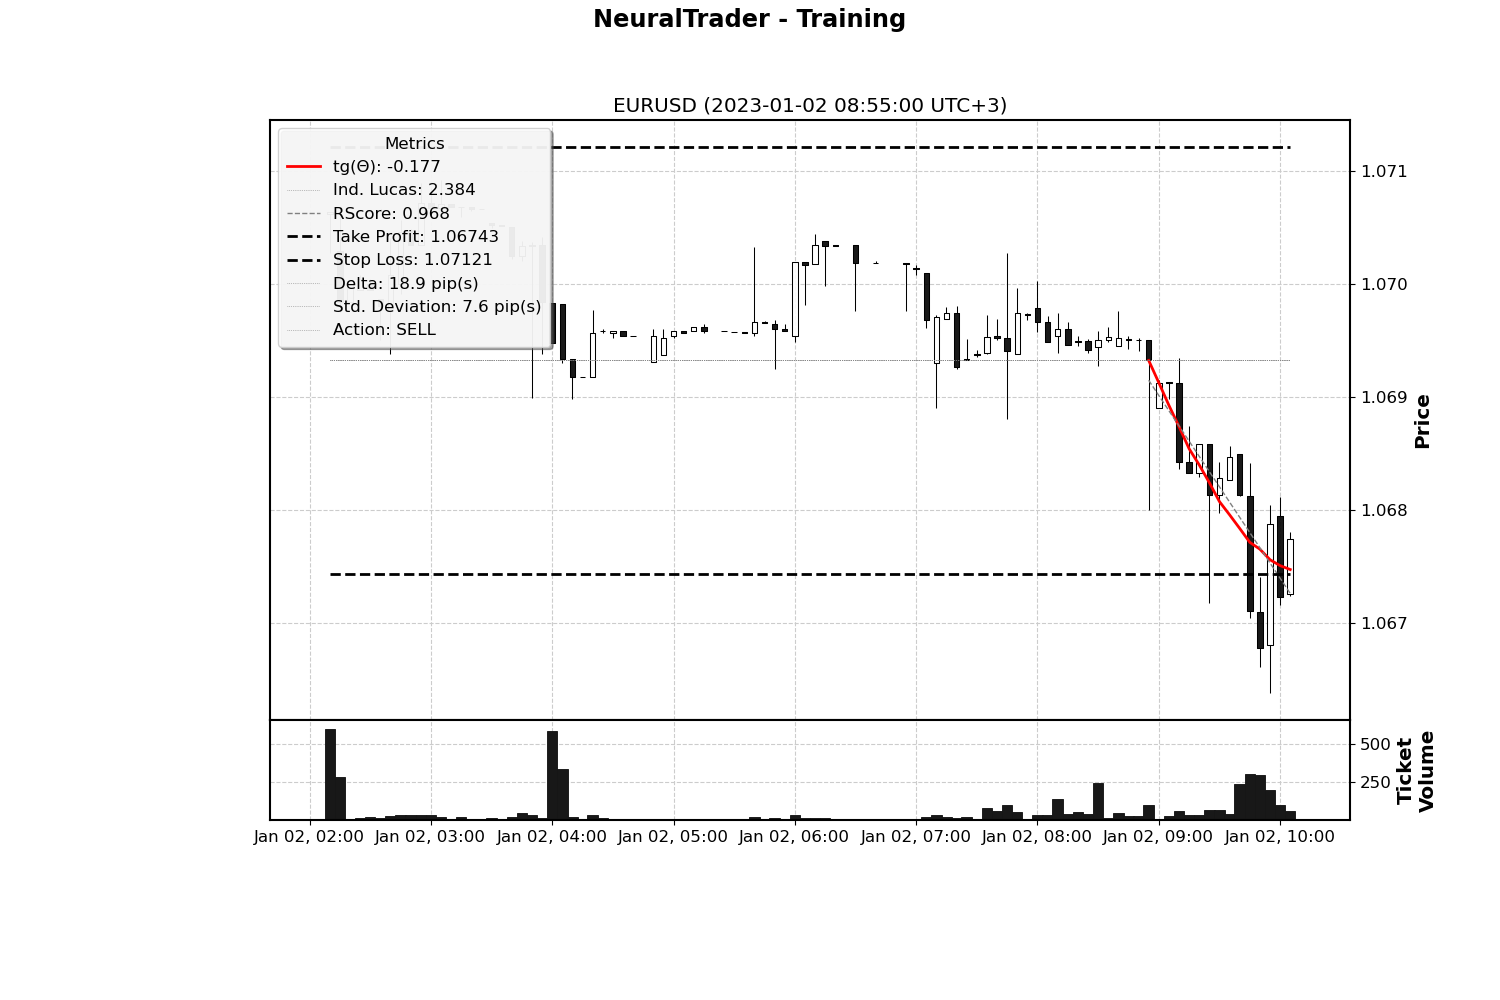 NeuralTrader - Training
EURUSD (2023-01-02 08:55:00 UTC+3)
Metrics
tg(Θ): -0.177
Ind. Lucas: 2.384
RScore: 0.968
Take Profit: 1.06743
Stop Loss: 1.07121
Delta: 18.9 pip(s)
Std. Deviation: 7.6 pip(s)
Action: SELL
1.071
1.070
1.069
1.068
1.067
Price
500
250
Ticket
Volume
Jan 02, 02:00
Jan 02, 03:00
Jan 02, 04:00
Jan 02, 05:00
Jan 02, 06:00
Jan 02, 07:00
Jan 02, 08:00
Jan 02, 09:00
Jan 02, 10:00